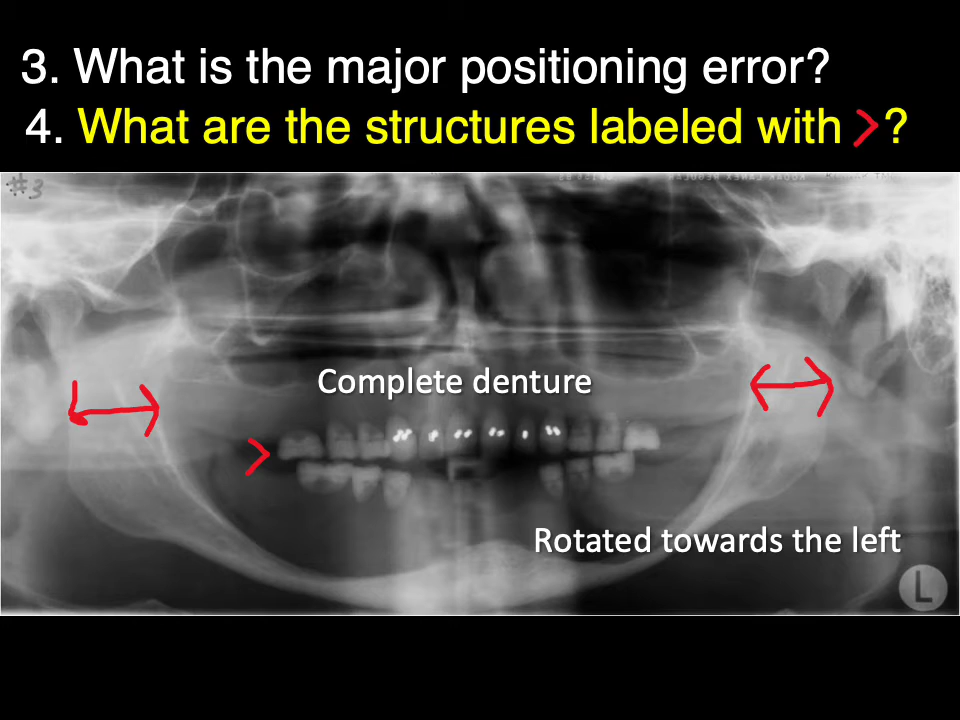 3. What is the major positioning error?
4. What are the structures labeled with > ?
#3
Complete denture
Rotated towards the left
L